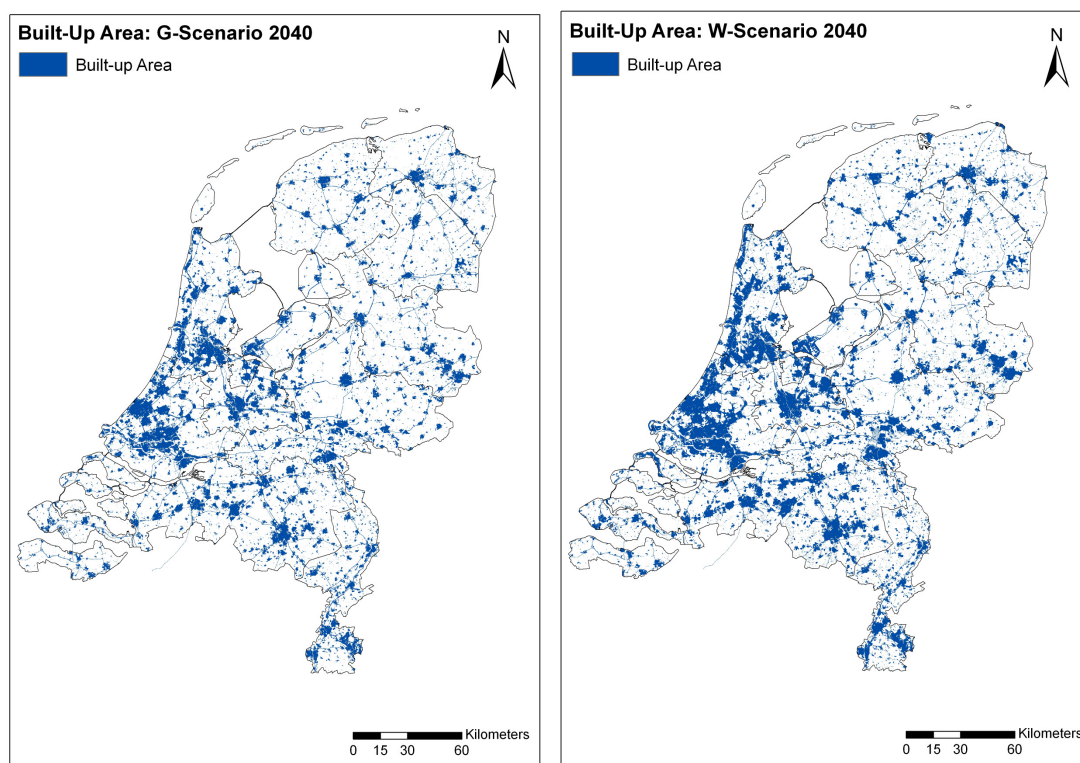 Built-Up Area: G-Scenario 2040
Built-up Area
N
Kilometers
0 15 30 60
Built-Up Area: W-Scenario 2040
Built-up Area
N
Kilometers
0 15 30 60